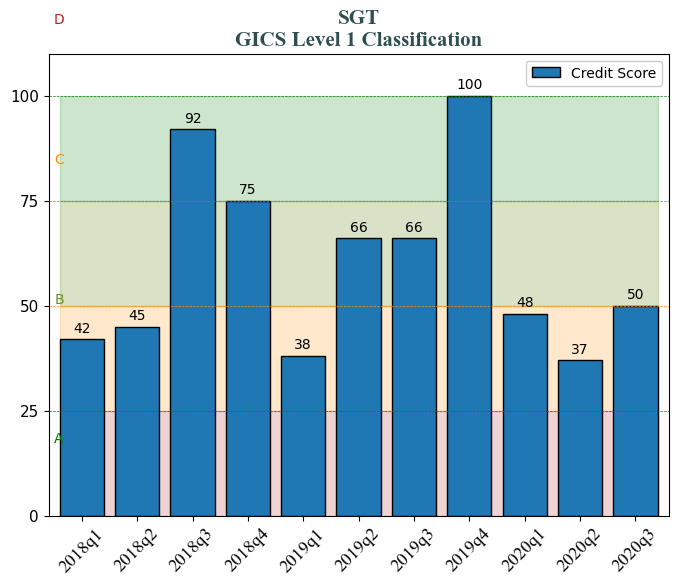 D
SGT
GICS Level 1 Classification
Credit Score
100
75
50
25
0
C
B
A
42
45
92
75
38
66
66
100
48
37
50
2018q1
2018q2
2018q3
2018q4
2019q1
2019q2
2019q3
2019q4
2020q1
2020q2
2020q3